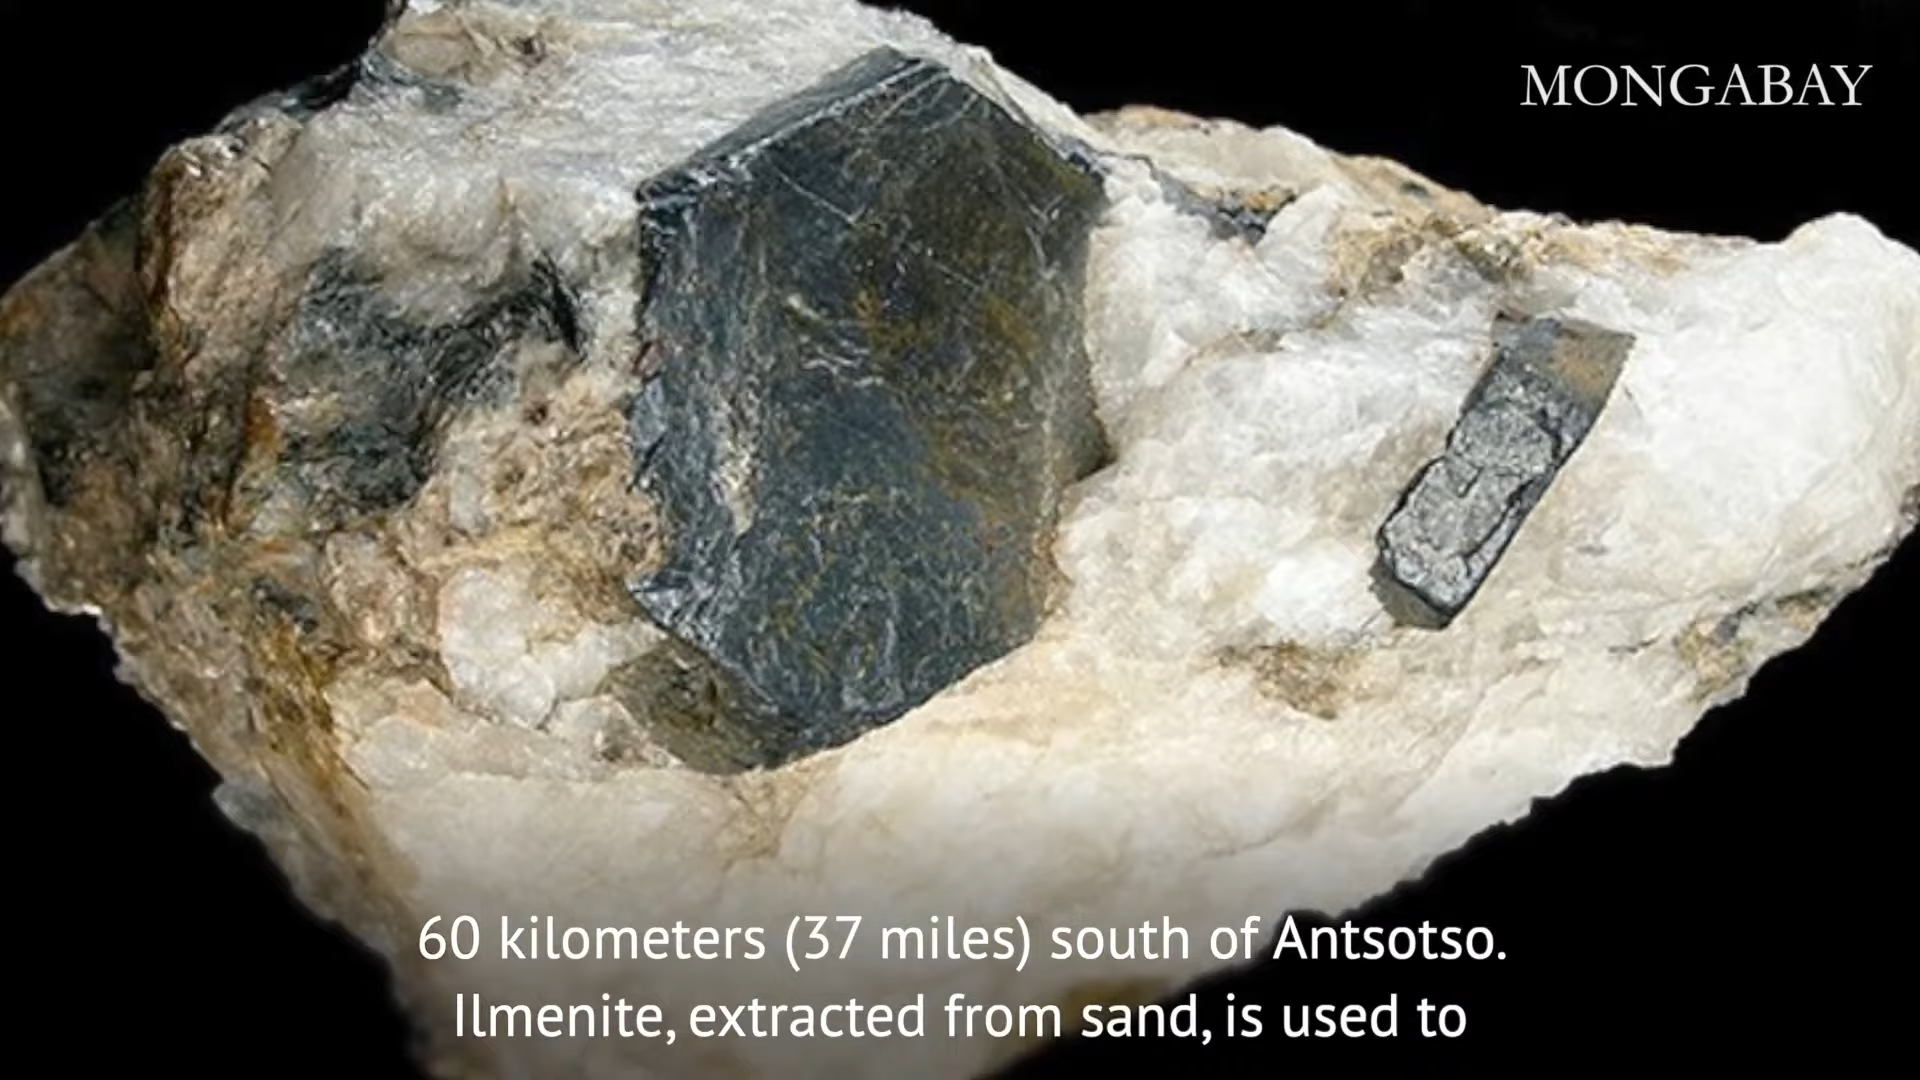 MONGABAY
60 kilometers (37 miles) south of Antsotso.
Ilmenite, extracted from sand, is used to